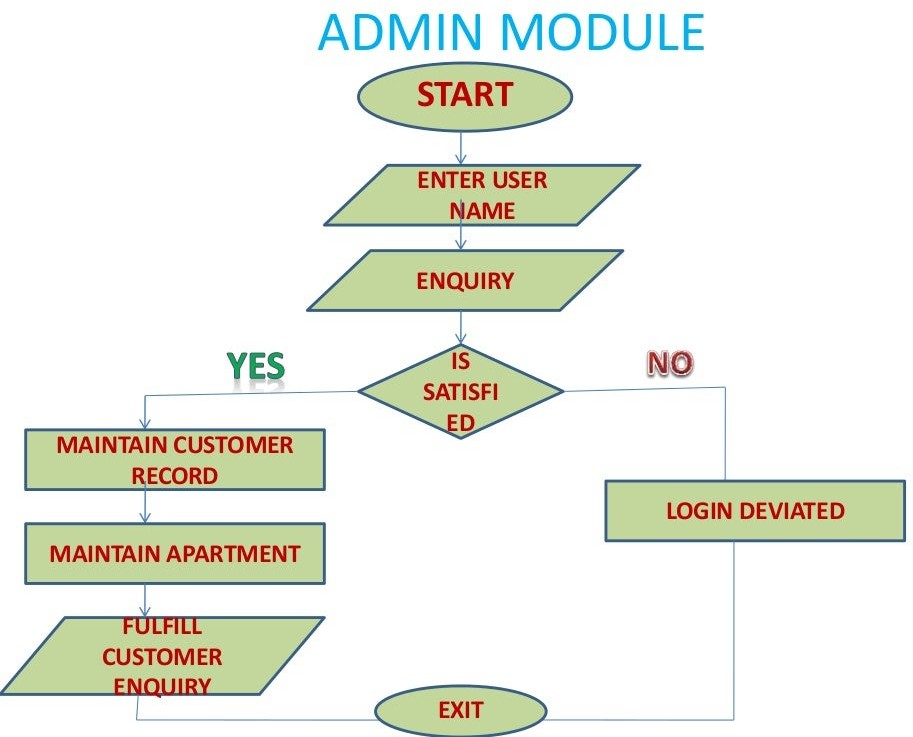 ADMIN MODULE
START
ENTER USER
NAME
ENQUIRY
IS
SATISFI
ED
YES
NO
MAINTAIN CUSTOMER
RECORD
LOGIN DEVIATED
MAINTAIN APARTMENT
FULFILL
CUSTOMER
ENQUIRY
EXIT